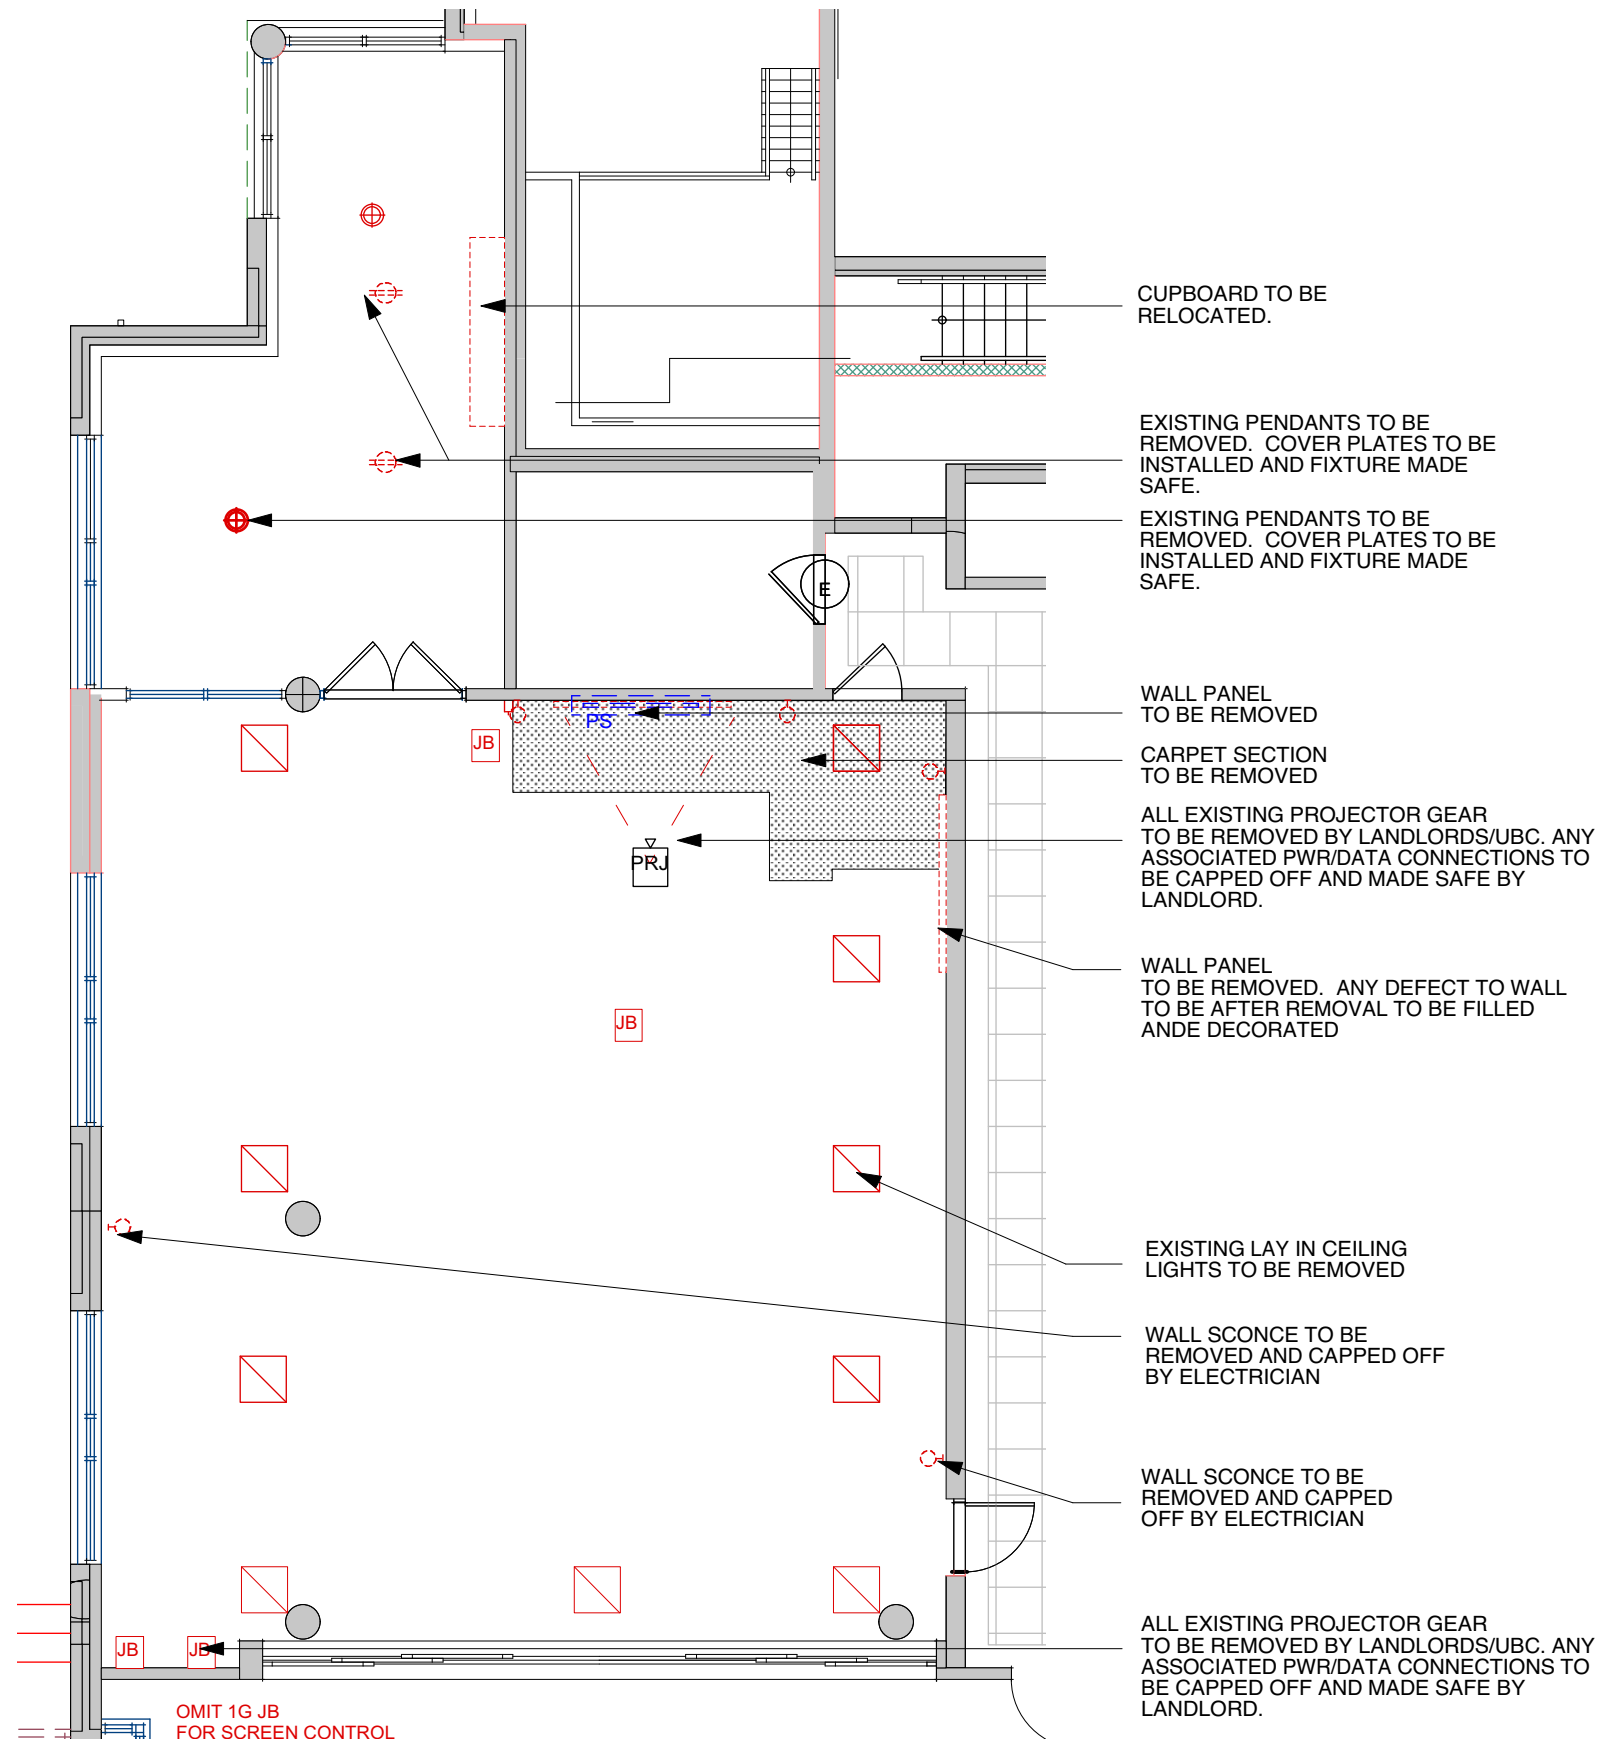 CUPBOARD TO BE
RELOCATED.
EXISTING PENDANTS TO BE
REMOVED.  COVER PLATES TO BE
INSTALLED AND FIXTURE MADE
SAFE.
EXISTING PENDANTS TO BE
REMOVED.  COVER PLATES TO BE
INSTALLED AND FIXTURE MADE
SAFE.
E
WALL PANEL
TO BE REMOVED
PS
JB
CARPET SECTION
TO BE REMOVED
ALL EXISTING PROJECTOR GEAR
TO BE REMOVED BY LANDLORDS/UBC. ANY
ASSOCIATED PWR/DATA CONNECTIONS TO
BE CAPPED OFF AND MADE SAFE BY
LANDLORD.
PRJ
WALL PANEL
TO BE REMOVED.  ANY DEFECT TO WALL
TO BE AFTER REMOVAL TO BE FILLED
ANDE DECORATED
JB
EXISTING LAY IN CEILING
LIGHTS TO BE REMOVED
WALL SCONCE TO BE
REMOVED AND CAPPED OFF
BY ELECTRICIAN
WALL SCONCE TO BE
REMOVED AND CAPPED
OFF BY ELECTRICIAN
ALL EXISTING PROJECTOR GEAR
TO BE REMOVED BY LANDLORDS/UBC. ANY
ASSOCIATED PWR/DATA CONNECTIONS TO
BE CAPPED OFF AND MADE SAFE BY
LANDLORD.
JB
JB
OMIT 1G JB
FOR SCREEN CONTROL